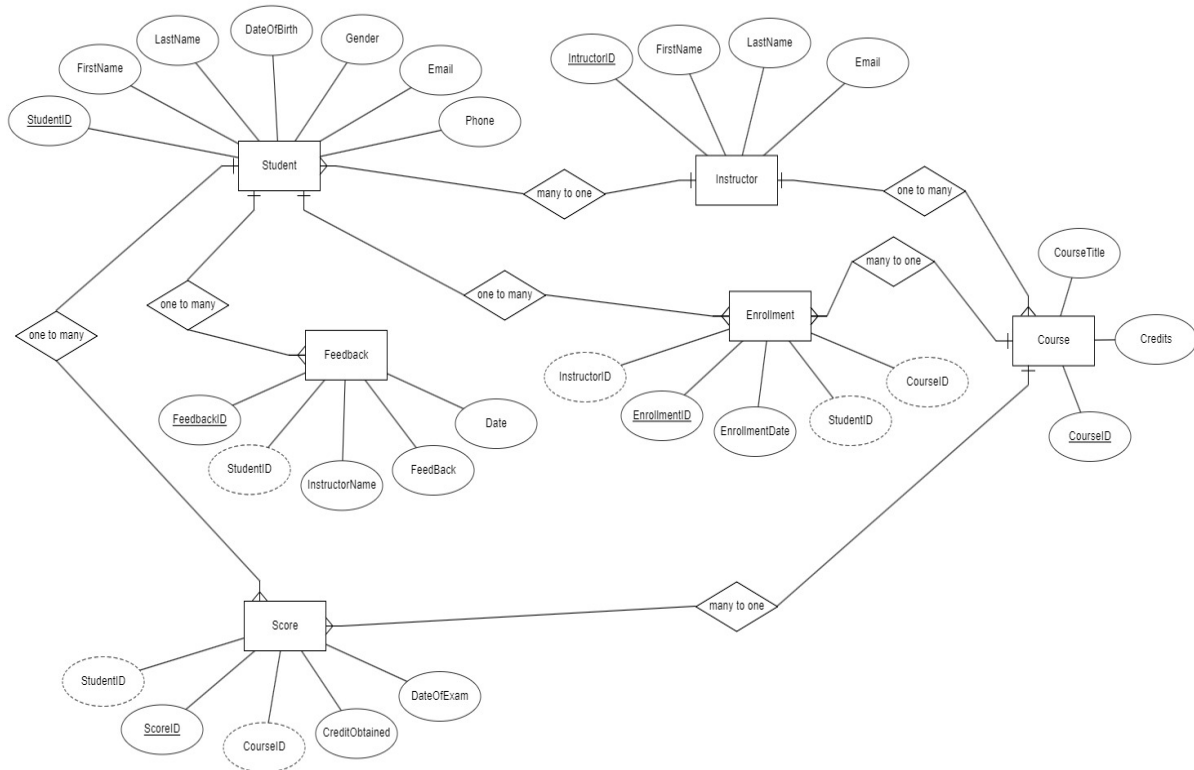 DateOfBirth
LastName
Gender
FirstName
Email
StudentID
Phone
Student
IntructorID
FirstName
LastName
Email
Instructor
many to one
one to many
one to many
one to many
one to many
many to one
CourseTitle
Course
Credits
CourseID
Enrollment
InstructorID
EnrollmentID
EnrollmentDate
StudentID
CourseID
Feedback
FeedbackID
StudentID
InstructorName
FeedBack
Date
many to one
Score
StudentID
ScoreID
CourseID
CreditObtained
DateOfExam